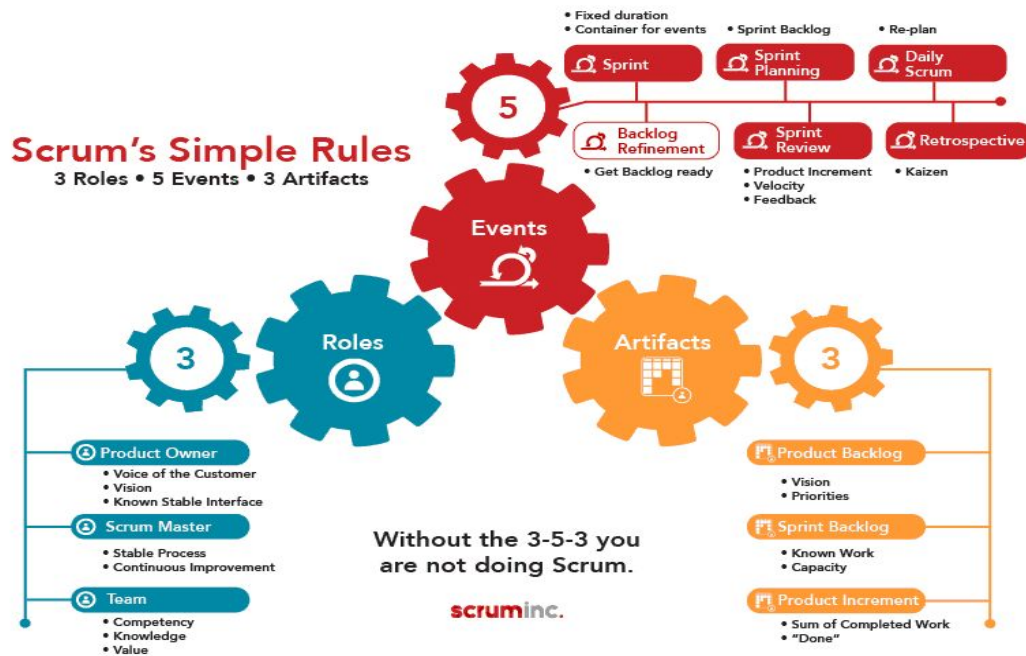 Scrum's Simple Rules
3 Roles • 5 Events • 3 Artifacts
5
• Fixed duration
• Container for events
Sprint
• Sprint Backlog
Sprint
Planning
• Re-plan
Daily
Scrum
Backlog
Refinement
• Get Backlog ready
Sprint
Review
• Product Increment
• Velocity
• Feedback
Retrospective
• Kaizen
Events
Roles
3
Product Owner
• Voice of the Customer
• Vision
• Known Stable Interface
Scrum Master
• Stable Process
• Continuous Improvement
Team
• Competency
• Knowledge
• Value
Artifacts
3
Product Backlog
• Vision
• Priorities
Sprint Backlog
• Known Work
• Capacity
Product Increment
• Sum of Completed Work
• "Done"
Without the 3-5-3 you
are not doing Scrum.
scruminc.